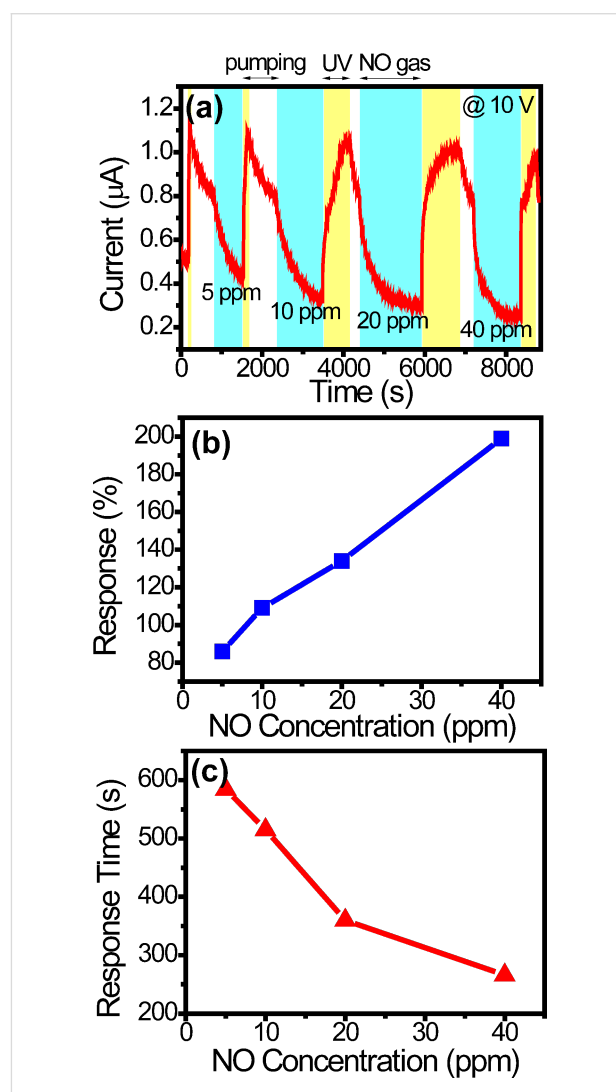 pumping UV NO gas
(a) @ 10 V
1.2
1.0
0.8
0.6
0.4
0.2
Current (μA)
5 ppm
10 ppm
20 ppm
40 ppm
0 2000 4000 6000 8000
Time (s)
(b)
200
180
160
140
120
100
80
Response (%)
0 10 20 30 40
NO Concentration (ppm)
(c)
600
500
400
300
200
Response Time (s)
0 10 20 30 40
NO Concentration (ppm)